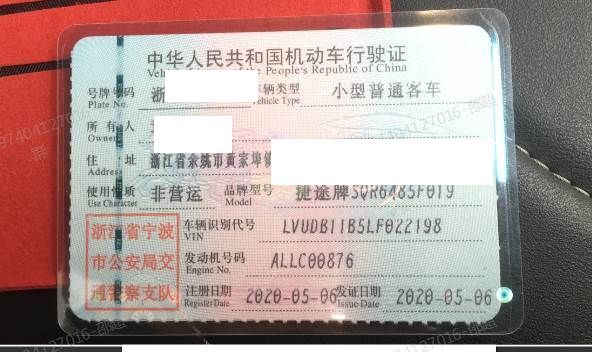 中华人民共和国机动车行驶证
Vehicle of the People's Republic of China
号牌号码 浙 车辆类型 小型普通客车
Plate No. Vehicle Type
所有人
Owner
住址 浙江省余姚市黄家埠镇
Address
使用性质 非营运 品牌型号 捷途牌SQR6485F019
Use Character Model
浙江省宁波
市公安局交
通警察支队
车辆识别代号 LVUDB11B5LF022198
VIN
发动机号码 ALLC00876
Engine No.
注册日期 2020-05-06 发证日期 2020-05-06
Register Date Issue Date